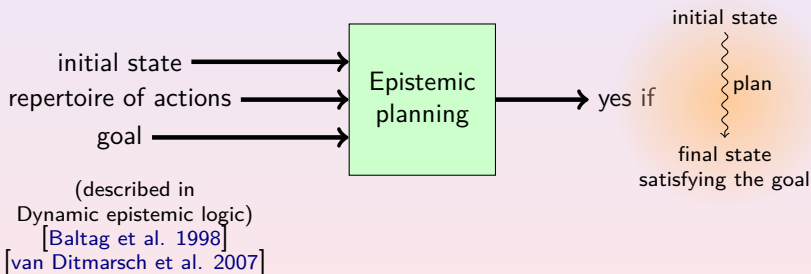 initial state
repertoire of actions
goal
(described in
Dynamic epistemic logic)
[Baltag et al. 1998]
[van Ditmarsch et al. 2007]
Epistemic
planning
yes if
initial state
plan
final state
satisfying the goal